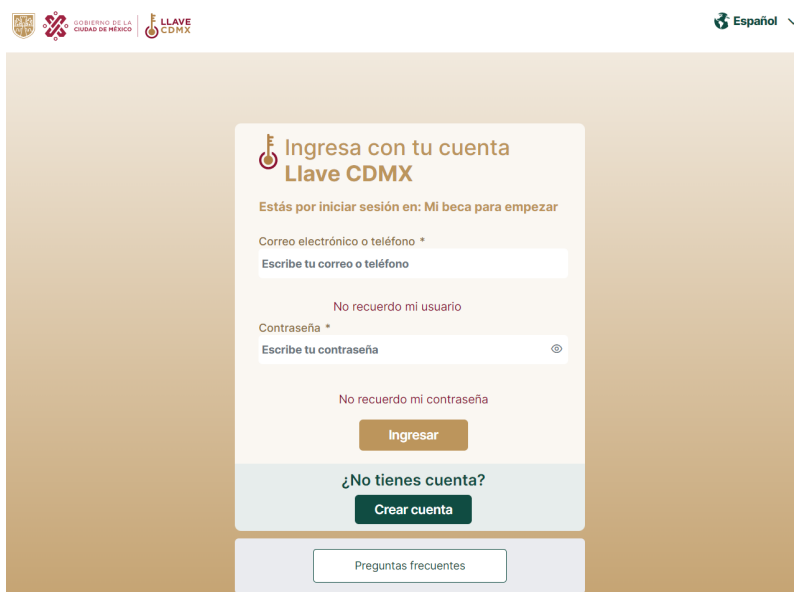 GOBIERNO DE LA
CIUDAD DE MÉXICO
LLAVE
CDMX
Español
Ingresa con tu cuenta
Llave CDMX
Estás por iniciar sesión en: Mi beca para empezar
Correo electrónico o teléfono *
Escribe tu correo o teléfono
No recuerdo mi usuario
Contraseña *
Escribe tu contraseña
No recuerdo mi contraseña
Ingresar
¿No tienes cuenta?
Crear cuenta
Preguntas frecuentes